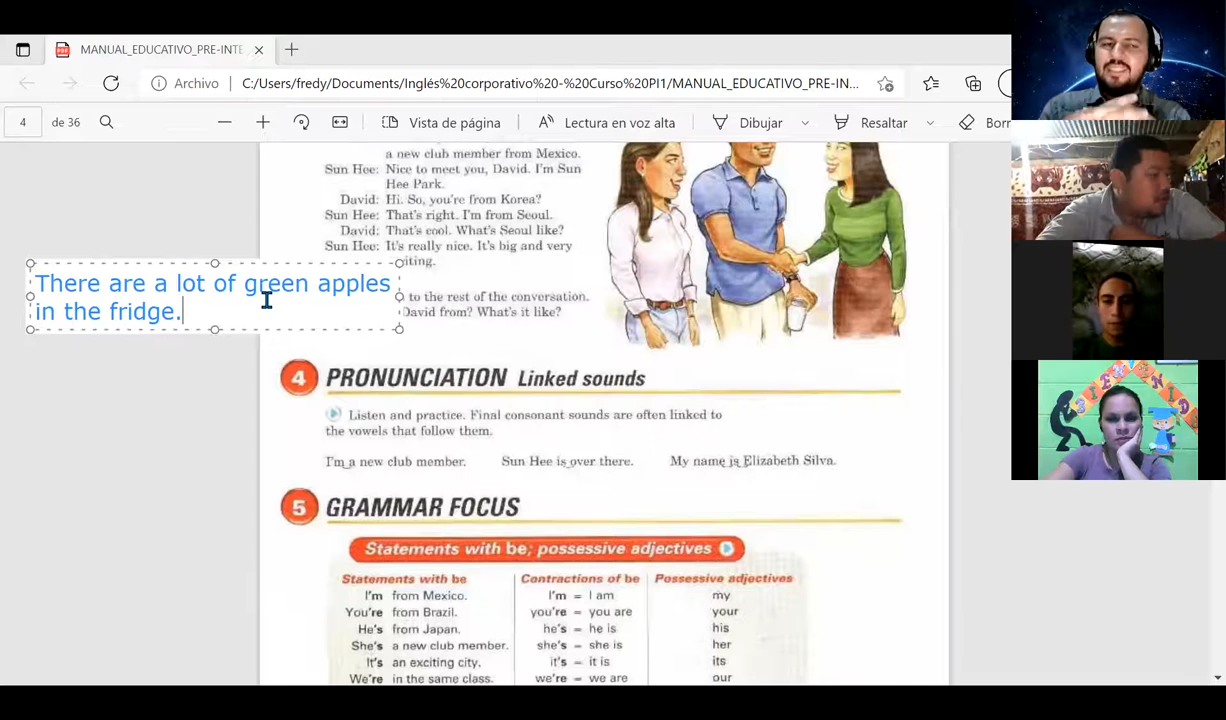 MANUAL_EDUCATIVO_PRE-INTE
Archivo
C:/Users/fredy/Documents/Inglés%20corporativo%20-%20Curso%20PI1/MANUAL_EDUCATIVO_PRE-IN...
4
de 36
Vista de página
Lectura en voz alta
Dibujar
Resaltar
Borr
a new club member from Mexico.
Sun Hee: Nice to meet you, David. I'm Sun
Hee Park.
David: Hi. So, you're from Korea?
Sun Hee: That's right. I'm from Seoul.
David: That's cool. What's Seoul like?
Sun Hee: It's really nice. It's big and very
iting.
There are a lot of green apples
in the fridge.
to the rest of the conversation.
David from? What's it like?
4 PRONUNCIATION Linked sounds
Listen and practice. Final consonant sounds are often linked to
the vowels that follow them.
I'm a new club member. Sun Hee is over there. My name is Elizabeth Silva.
5 GRAMMAR FOCUS
Statements with be; possessive adjectives
Statements with be Contractions of be Possessive adjectives
I'm from Mexico. I'm = I am my
You're from Brazil. you're = you are your
He's from Japan. he's = he is his
She's a new club member. she's = she is her
It's an exciting city. it's = it is its
We're in the same class. we're = we are our